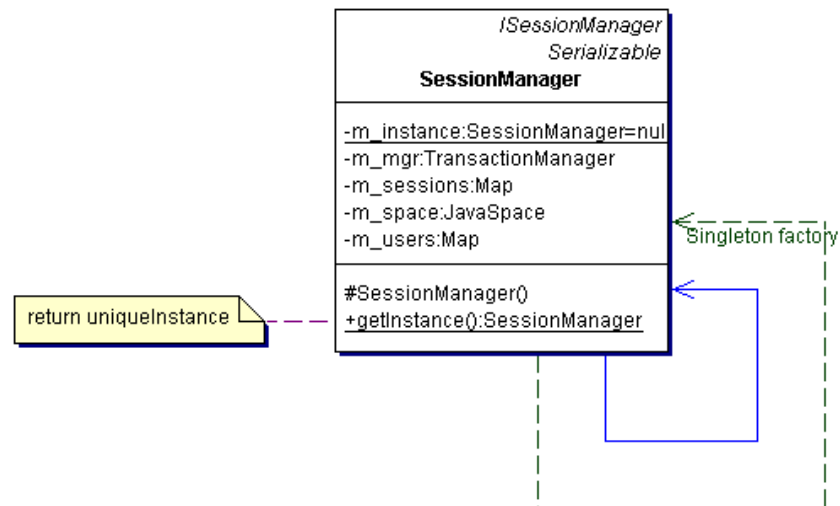 ISessionManager
Serializable
SessionManager
-m_instance:SessionManager=nul
-m_mgr:TransactionManager
-m_sessions:Map
-m_space:JavaSpace
-m_users:Map
Singleton factory
#SessionManager()
+getInstance():SessionManager
return uniqueInstance